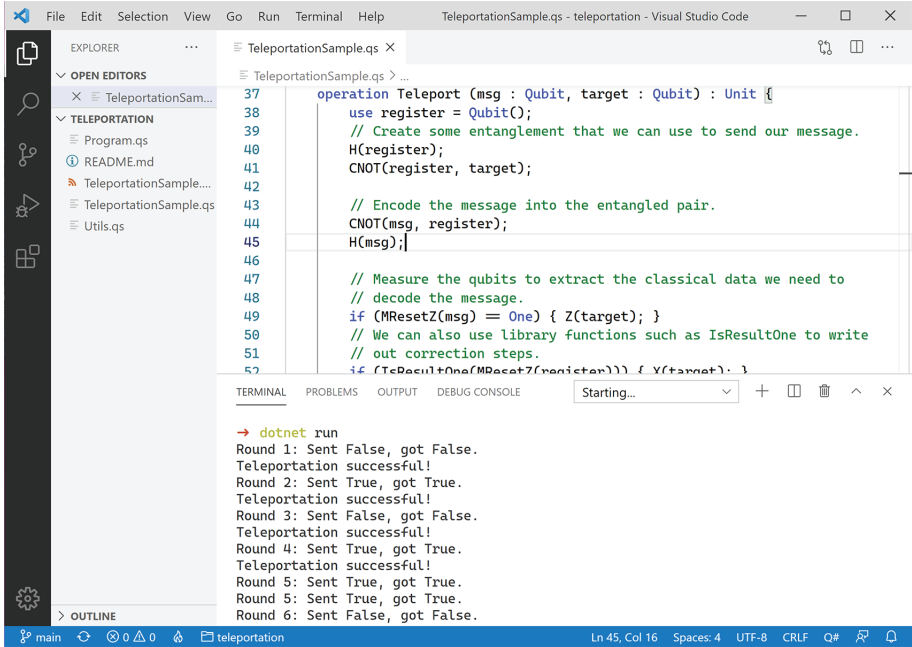 File Edit Selection View Go Run Terminal Help TeleportationSample.qs - teleportation - Visual Studio Code
EXPLORER ...
OPEN EDITORS
TeleportationSam...
TELEPORTATION
Program.qs
README.md
TeleportationSample....
TeleportationSample.qs
Utils.qs
OUTLINE
TeleportationSample.qs
TeleportationSample.qs > ...
37 operation Teleport (msg : Qubit, target : Qubit) : Unit {
38 use register = Qubit();
39 // Create some entanglement that we can use to send our message.
40 H(register);
41 CNOT(register, target);
42
43 // Encode the message into the entangled pair.
44 CNOT(msg, register);
45 H(msg);
46
47 // Measure the qubits to extract the classical data we need to
48 // decode the message.
49 if (MResetZ(msg) == One) { Z(target); }
50 // We can also use library functions such as IsResultOne to write
51 // out correction steps.
52 if (IsResultOne(MResetZ(register))) { X(target); }
TERMINAL PROBLEMS OUTPUT DEBUG CONSOLE Starting...
→ dotnet run
Round 1: Sent False, got False.
Teleportation successful!
Round 2: Sent True, got True.
Teleportation successful!
Round 3: Sent False, got False.
Teleportation successful!
Round 4: Sent True, got True.
Teleportation successful!
Round 5: Sent True, got True.
Round 5: Sent True, got True.
Round 6: Sent False, got False.
main 0 0 teleportation Ln 45, Col 16 Spaces: 4 UTF-8 CRLF Q#